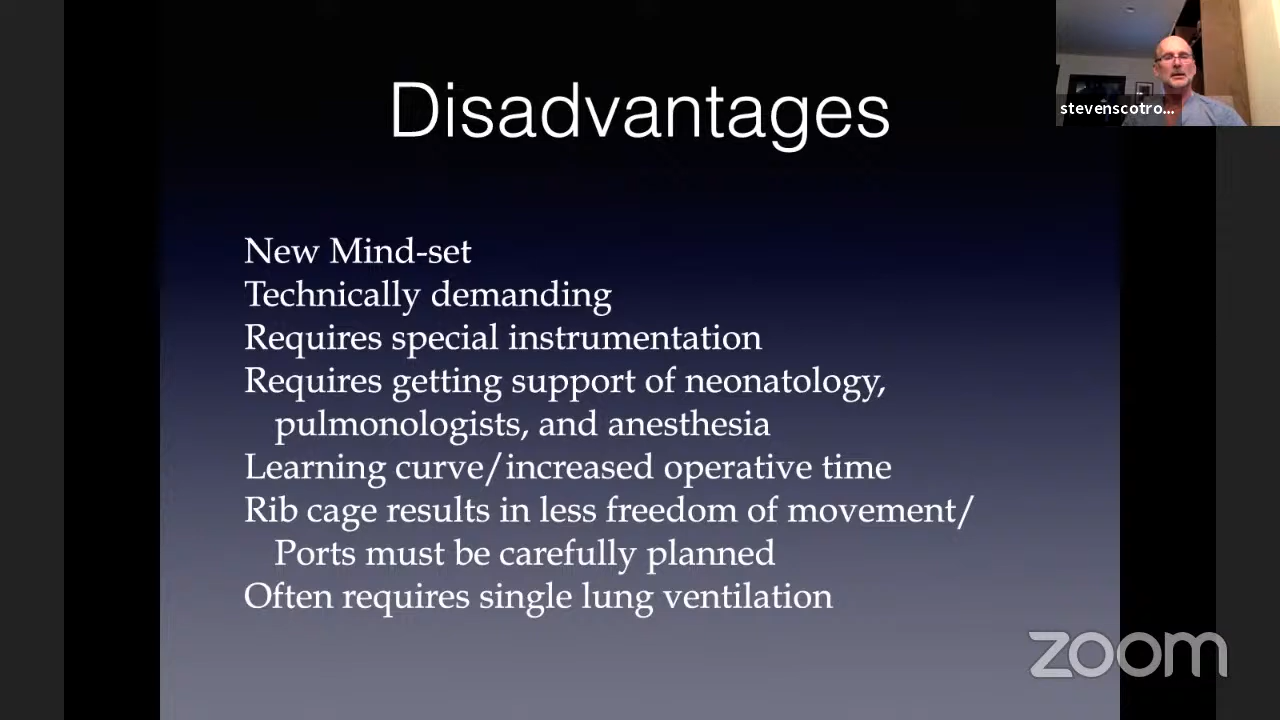 Disadvantages
stevenscotro...
New Mind-set
Technically demanding
Requires special instrumentation
Requires getting support of neonatology,
pulmonologists, and anesthesia
Learning curve/increased operative time
Rib cage results in less freedom of movement/
Ports must be carefully planned
Often requires single lung ventilation
zoom